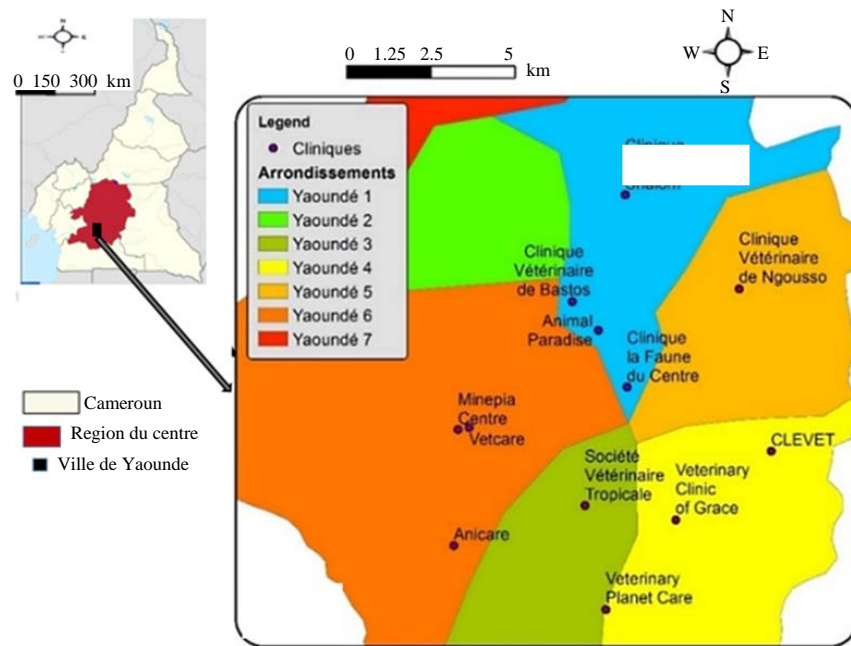 N
W E
S
0 150 300 km
0 1.25 2.5 5
km
N
W E
S
Legend
Cliniques
Arrondissements
Yaoundé 1
Yaoundé 2
Yaoundé 3
Yaoundé 4
Yaoundé 5
Yaoundé 6
Yaoundé 7
Clinique
Vétérinaire
de Ngousso
Clinique
Vétérinaire
de Bastos
Animal
Paradise
Clinique
la Faune
du Centre
Minepia
Centre
Vetcare
CLEVET
Société
Vétérinaire
Tropicale
Veterinary
Clinic
of Grace
Anicare
Veterinary
Planet Care
Cameroun
Region du centre
Ville de Yaounde